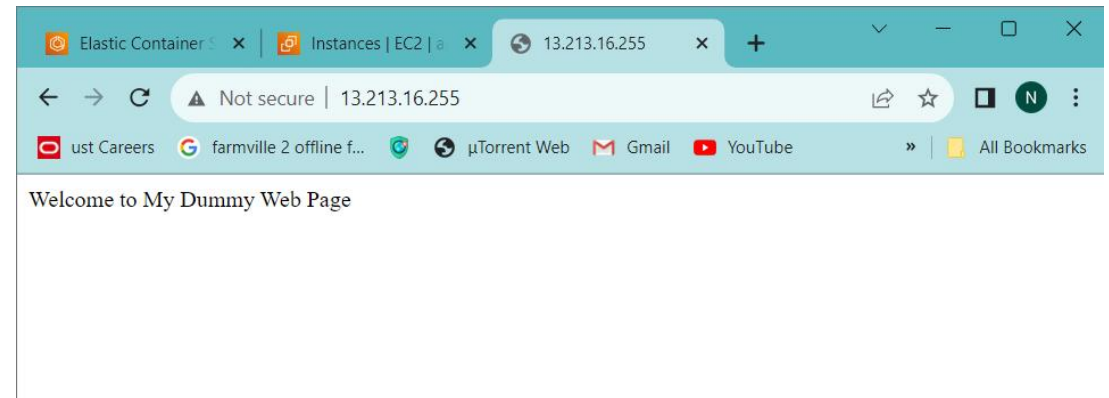 Elastic Container S
Instances | EC2 | a
13.213.16.255
Not secure | 13.213.16.255
N
ust Careers
farmville 2 offline f...
µTorrent Web
Gmail
YouTube
»
All Bookmarks
Welcome to My Dummy Web Page